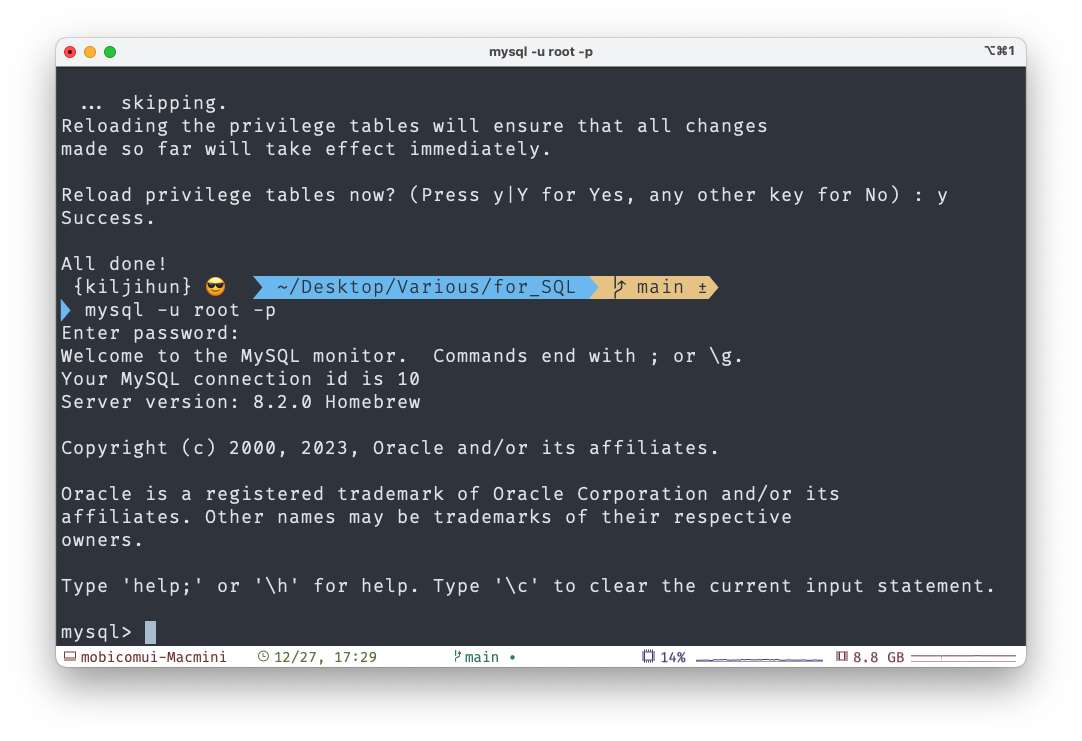 mysql -u root -p
⌥⌘1
... skipping.
Reloading the privilege tables will ensure that all changes
made so far will take effect immediately.
Reload privilege tables now? (Press y|Y for Yes, any other key for No) : y
Success.
All done!
{kiljihun} 😎 ~/Desktop/Various/for_SQL main ±
mysql -u root -p
Enter password:
Welcome to the MySQL monitor.  Commands end with ; or \g.
Your MySQL connection id is 10
Server version: 8.2.0 Homebrew
Copyright (c) 2000, 2023, Oracle and/or its affiliates.
Oracle is a registered trademark of Oracle Corporation and/or its
affiliates. Other names may be trademarks of their respective
owners.
Type 'help;' or '\h' for help. Type '\c' to clear the current input statement.
mysql>
mobicomui-Macmini 12/27, 17:29 main • 14% 8.8 GB